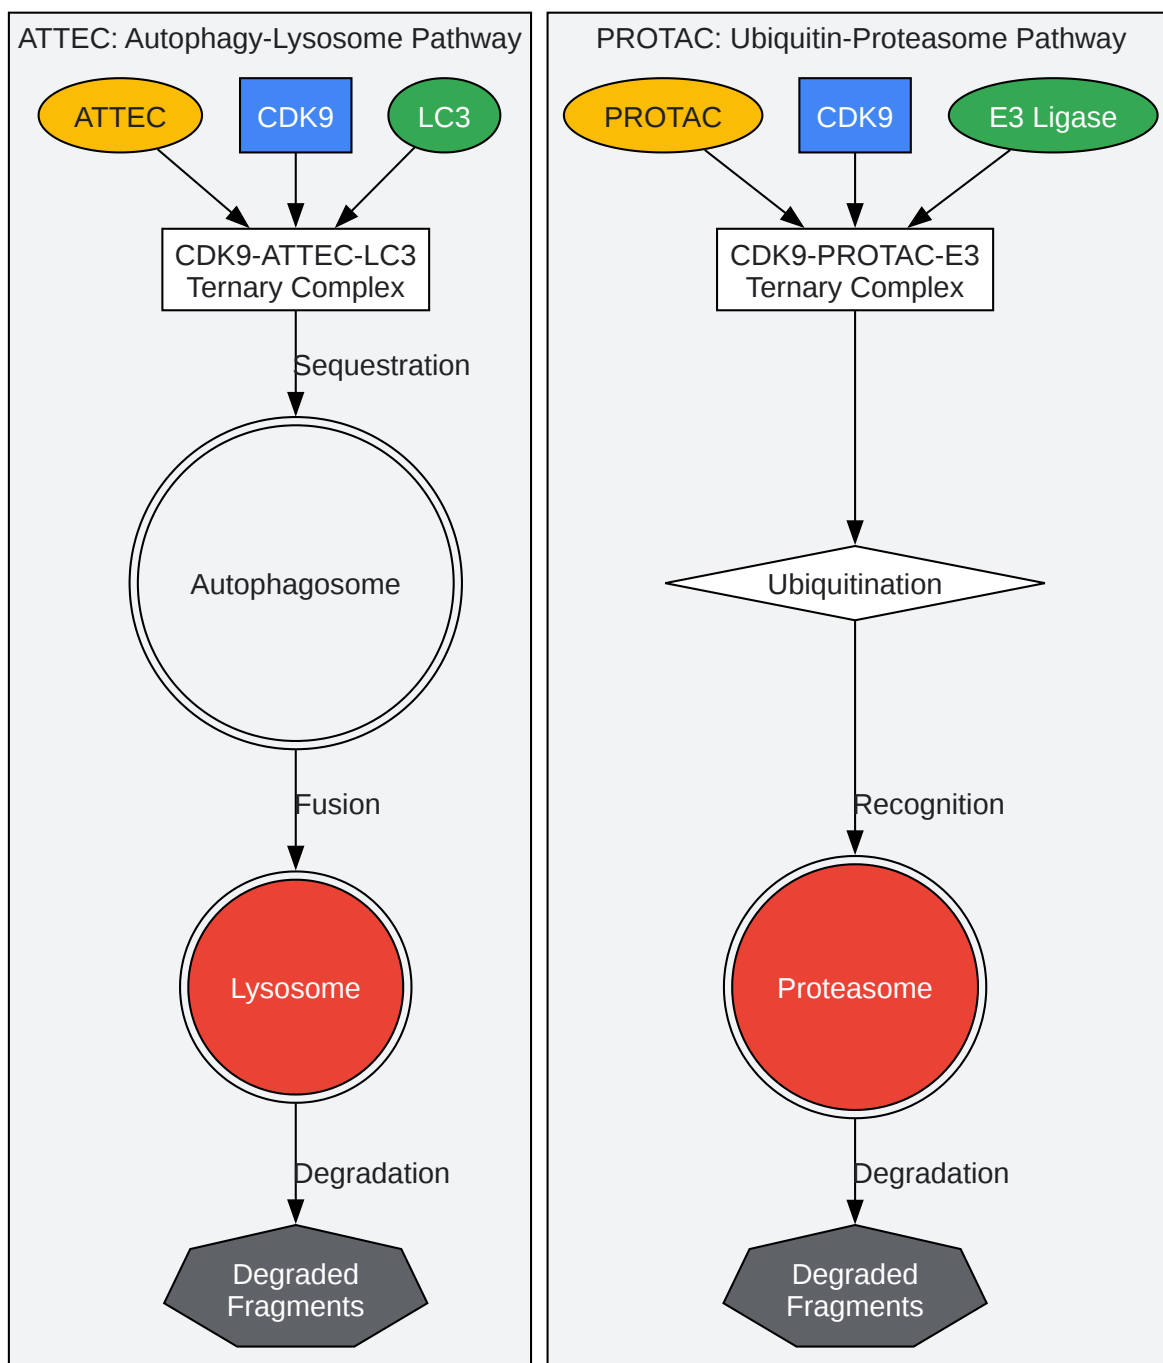 ATTEC: Autophagy-Lysosome Pathway
ATTEC
CDK9
LC3
CDK9-ATTEC-LC3
Ternary Complex
Sequestration
Autophagosome
Fusion
Lysosome
Degradation
Degraded
Fragments
PROTAC: Ubiquitin-Proteasome Pathway
PROTAC
CDK9
E3 Ligase
CDK9-PROTAC-E3
Ternary Complex
Ubiquitination
Recognition
Proteasome
Degradation
Degraded
Fragments